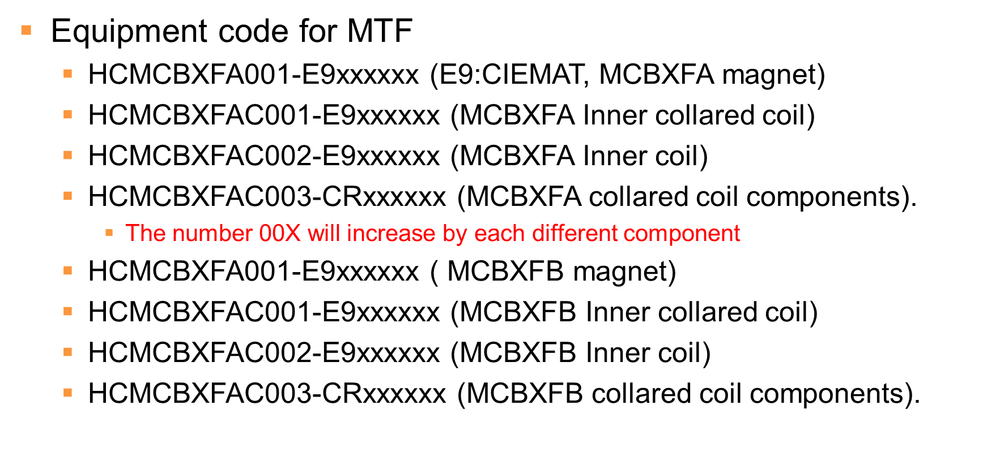 Equipment code for MTF
HCMCBXFA001-E9xxxxxx (E9:CIEMAT, MCBXFA magnet)
HCMCBXFAC001-E9xxxxxx (MCBXFA Inner collared coil)
HCMCBXFAC002-E9xxxxxx (MCBXFA Inner coil)
HCMCBXFAC003-CRxxxxxx (MCBXFA collared coil components).
The number 00X will increase by each different component
HCMCBXFA001-E9xxxxxx ( MCBXFB magnet)
HCMCBXFAC001-E9xxxxxx (MCBXFB Inner collared coil)
HCMCBXFAC002-E9xxxxxx (MCBXFB Inner coil)
HCMCBXFAC003-CRxxxxxx (MCBXFB collared coil components).